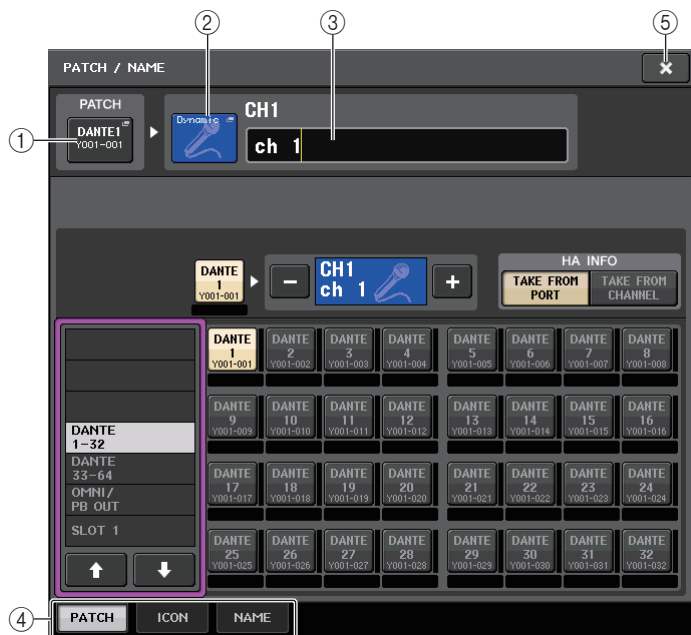 ② ③ ⑤
PATCH / NAME
PATCH
① DANTE1
Y001-001
Dynamic
CH1
ch 1
DANTE
1
Y001-001
CH1
ch 1
HA INFO
TAKE FROM
PORT
TAKE FROM
CHANNEL
DANTE
1-32
DANTE
33-64
OMNI/
PB OUT
SLOT 1
DANTE DANTE DANTE DANTE DANTE DANTE DANTE DANTE
1 2 3 4 5 6 7 8
Y001-001 Y001-002 Y001-003 Y001-004 Y001-005 Y001-006 Y001-007 Y001-008
DANTE DANTE DANTE DANTE DANTE DANTE DANTE DANTE
9 10 11 12 13 14 15 16
Y001-009 Y001-010 Y001-011 Y001-012 Y001-013 Y001-014 Y001-015 Y001-016
DANTE DANTE DANTE DANTE DANTE DANTE DANTE DANTE
17 18 19 20 21 22 23 24
Y001-017 Y001-018 Y001-019 Y001-020 Y001-021 Y001-022 Y001-023 Y001-024
DANTE DANTE DANTE DANTE DANTE DANTE DANTE DANTE
25 26 27 28 29 30 31 32
Y001-025 Y001-026 Y001-027 Y001-028 Y001-029 Y001-030 Y001-031 Y001-032
④ PATCH ICON NAME